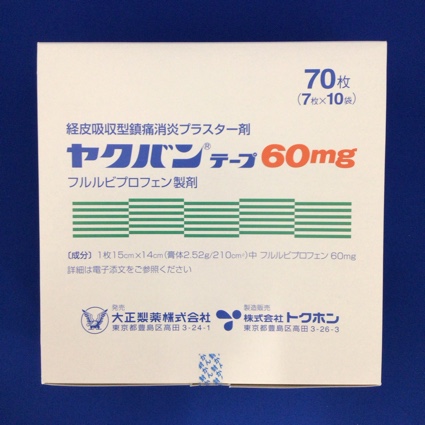 70枚
(7枚×10袋)
経皮吸収型鎮痛消炎プラスター剤
ヤクバン®テープ 60mg
フルルビプロフェン製剤
〔成分〕 1枚15cm×14cm(膏体2.52g/210cm²)中 フルルビプロフェン 60mg
詳細は電子添文をご参照ください
発売
大正製薬株式会社
東京都豊島区高田3-24-1
製造販売
株式会社トクホン
東京都豊島区高田3-26-3